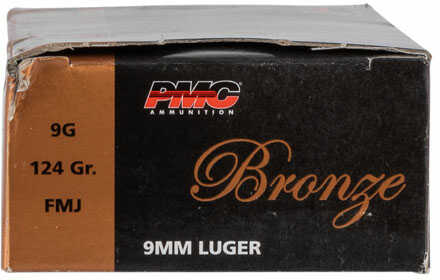 PMC
AMMUNITION
9G
124 Gr.
FMJ
Bronze
9MM LUGER